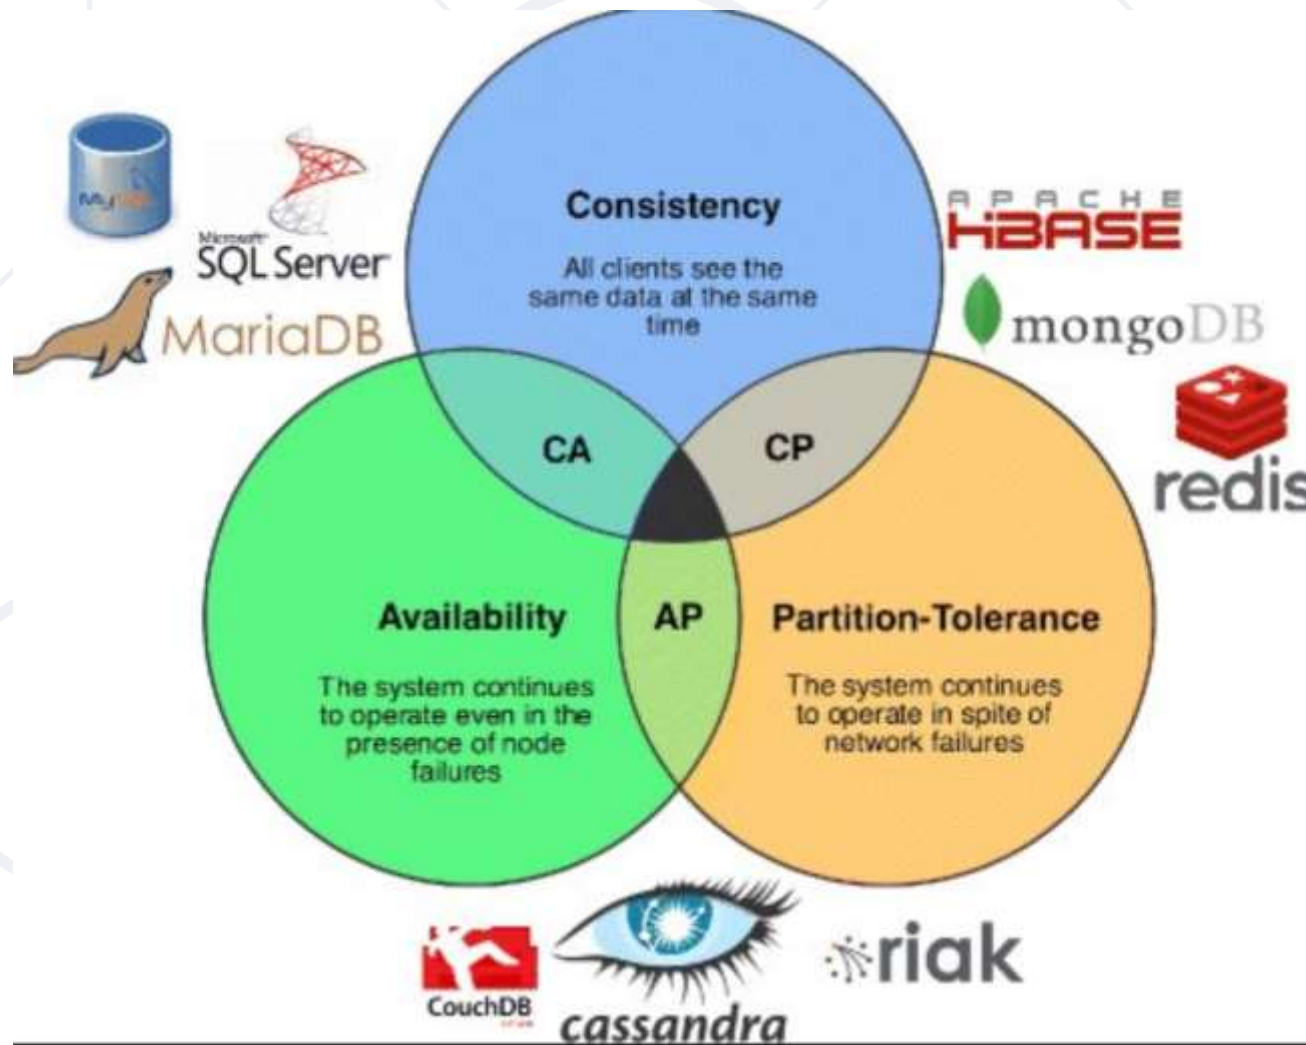 Consistency
All clients see the
same data at the same
time
MySQL
Microsoft
SQL Server
MariaDB
APACHE
HBASE
mongoDB
redis
CA
CP
Availability
The system continues
to operate even in the
presence of node
failures
AP
Partition-Tolerance
The system continues
to operate in spite of
network failures
CouchDB
cassandra
riak